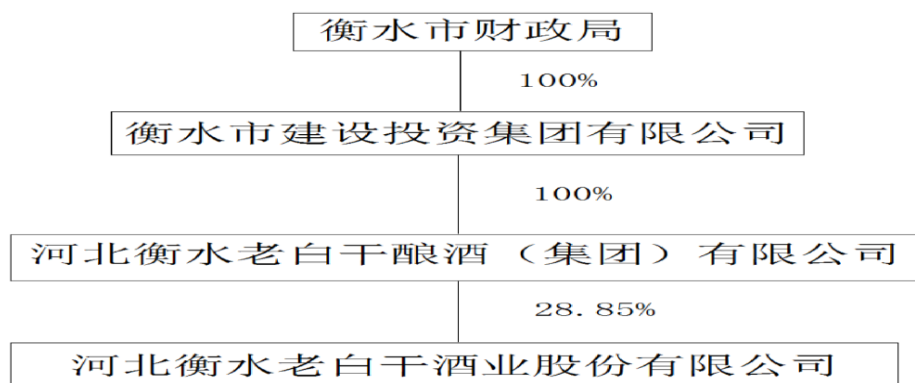 衡水市财政局
100%
衡水市建设投资集团有限公司
100%
河北衡水老白干酿酒（集团）有限公司
28.85%
河北衡水老白干酒业股份有限公司